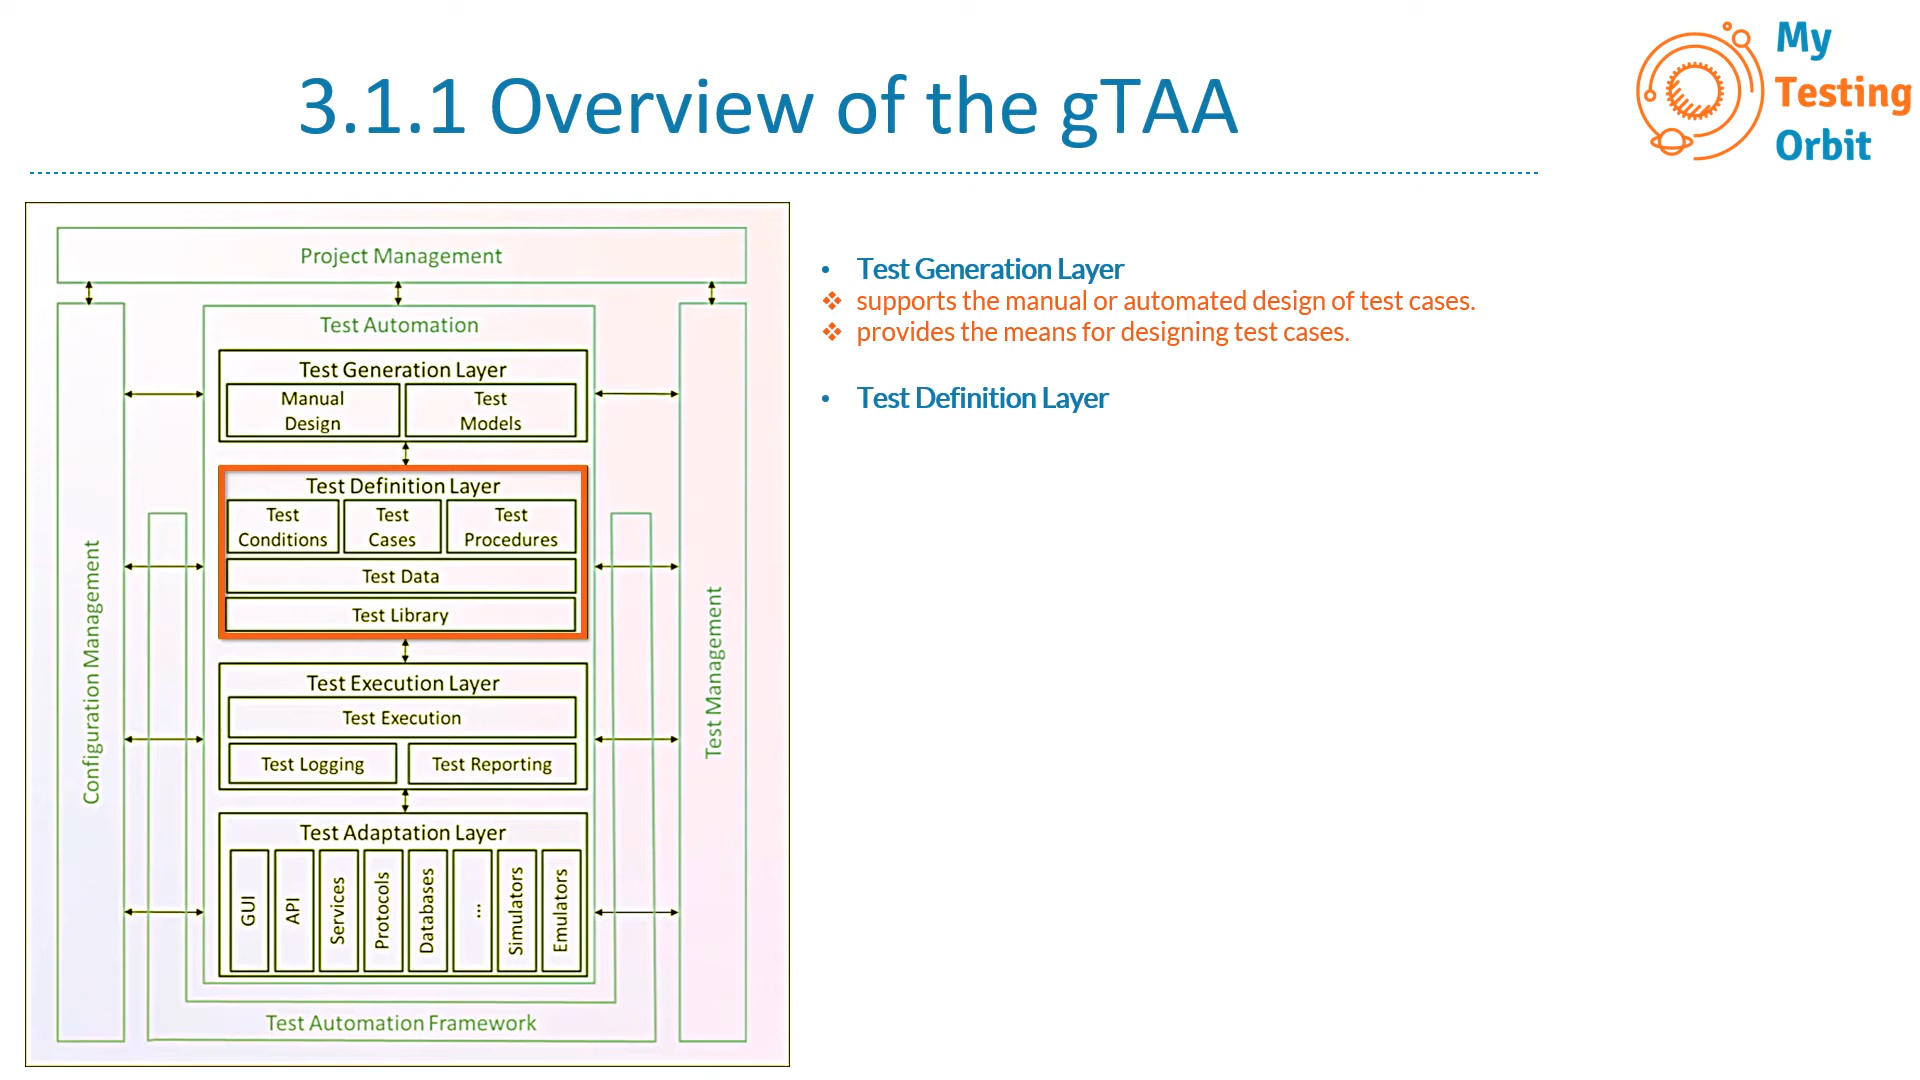 3.1.1 Overview of the gTAA
My
Testing
Orbit
Project Management
Configuration Management
Test Management
Test Automation
Test Generation Layer
Manual
Design
Test
Models
Test Definition Layer
Test
Conditions
Test
Cases
Test
Procedures
Test Data
Test Library
Test Execution Layer
Test Execution
Test Logging
Test Reporting
Test Adaptation Layer
GUI
API
Services
Protocols
Databases
...
Simulators
Emulators
Test Automation Framework
• Test Generation Layer
❖ supports the manual or automated design of test cases.
❖ provides the means for designing test cases.
• Test Definition Layer